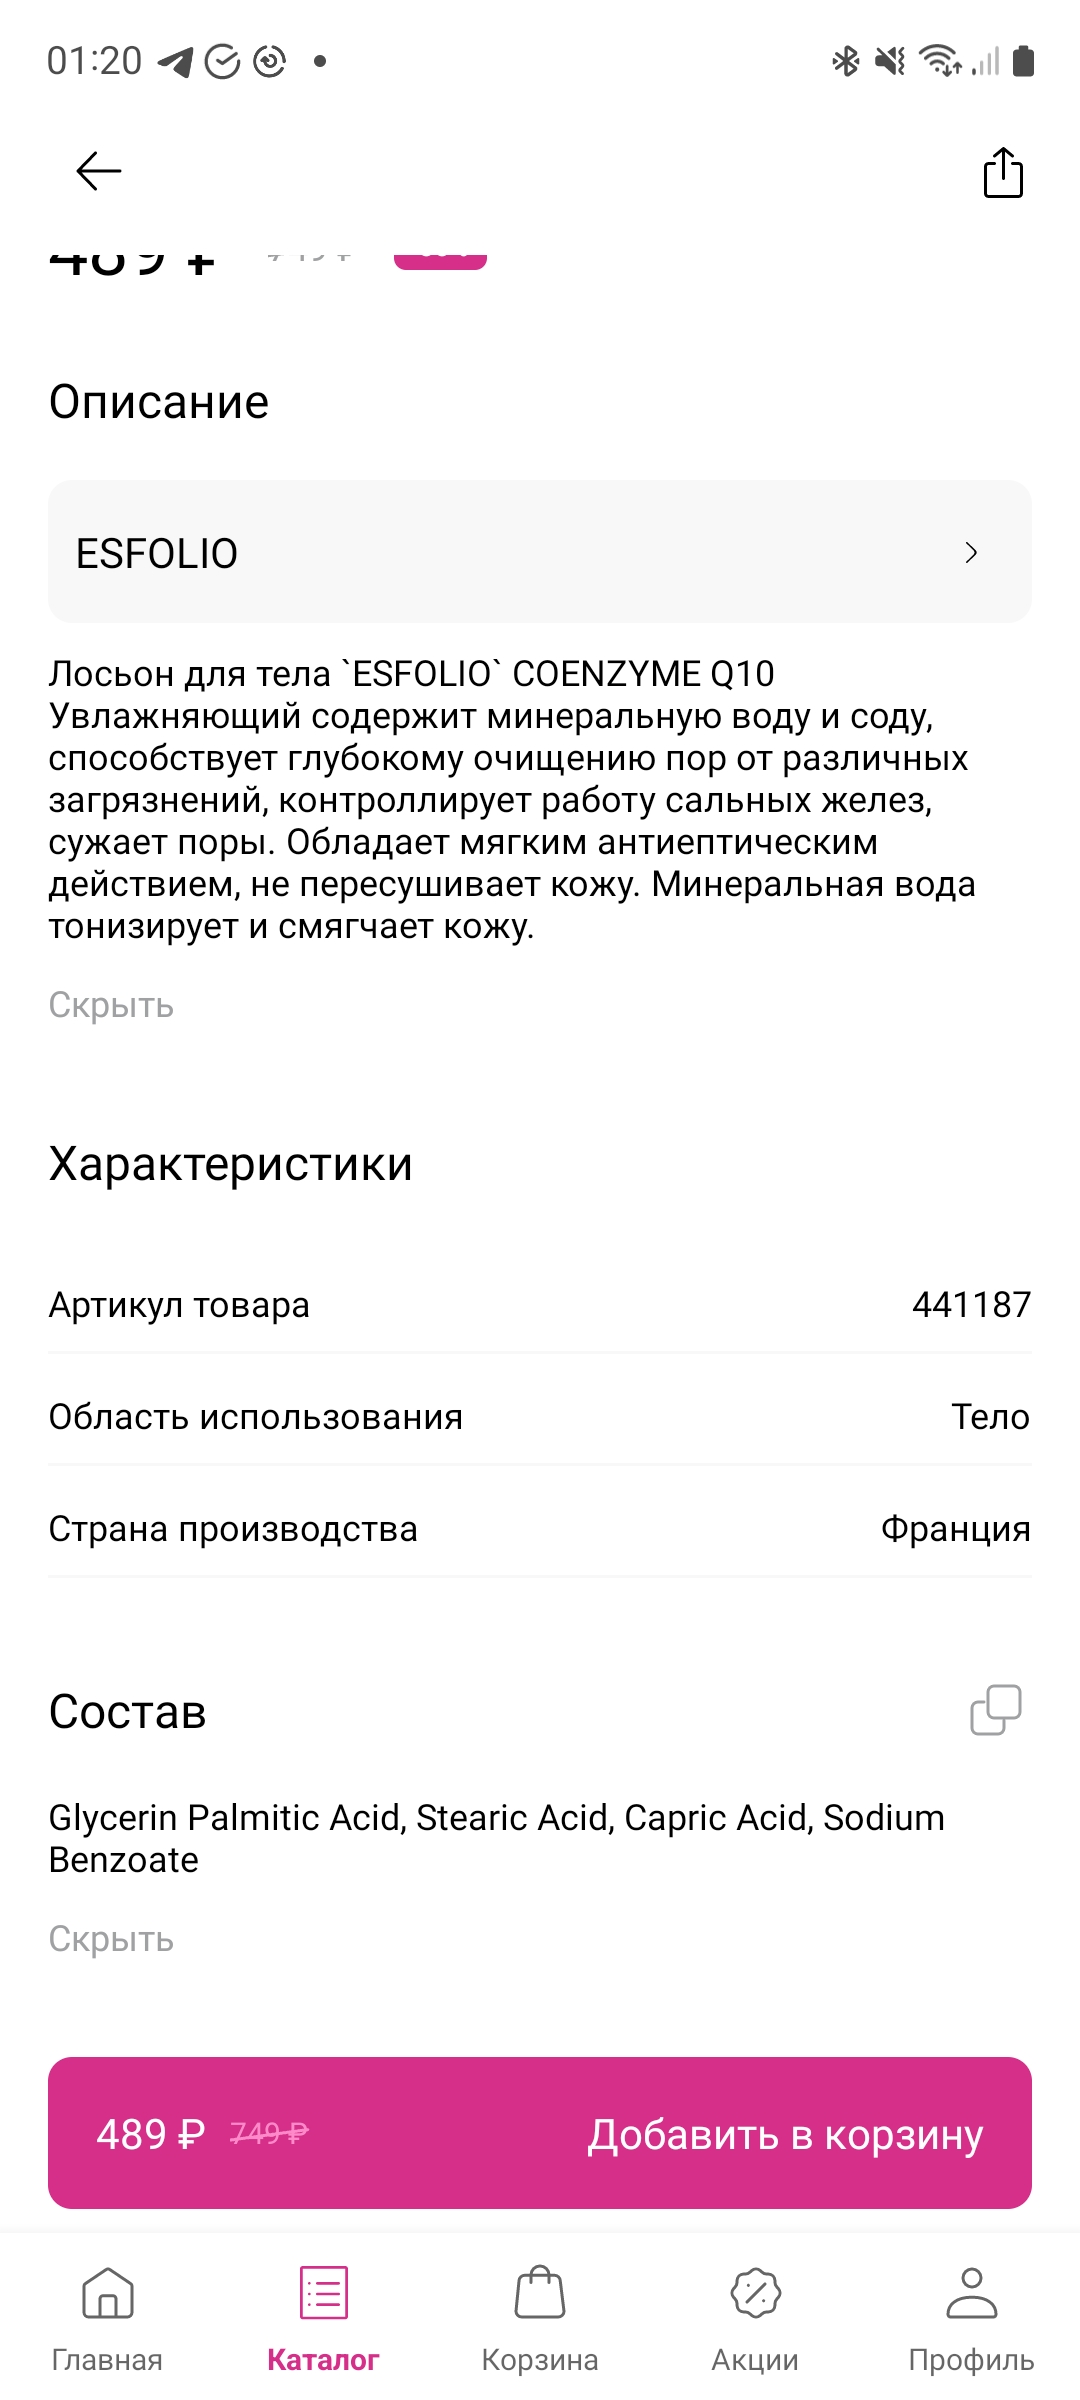 01:20
489 ₽
Описание
ESFOLIO
Лосьон для тела `ESFOLIO` COENZYME Q10
Увлажняющий содержит минеральную воду и соду,
способствует глубокому очищению пор от различных
загрязнений, контроллирует работу сальных желез,
сужает поры. Обладает мягким антиептическим
действием, не пересушивает кожу. Минеральная вода
тонизирует и смягчает кожу.
Скрыть
Характеристики
Артикул товара 441187
Область использования Тело
Страна производства Франция
Состав
Glycerin Palmitic Acid, Stearic Acid, Capric Acid, Sodium
Benzoate
Скрыть
489 ₽ 749 ₽ Добавить в корзину
Главная Каталог Корзина Акции Профиль